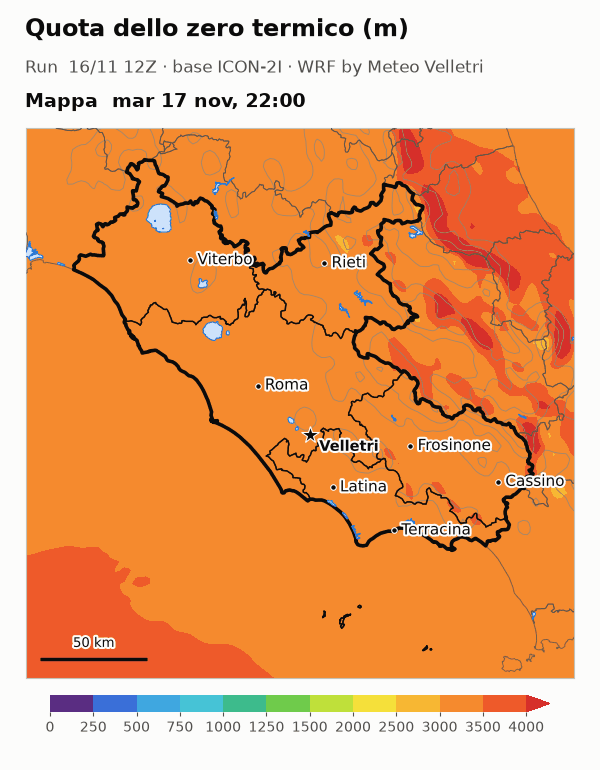 Quota dello zero termico (m)
Run  16/11 12Z · base ICON-2I · WRF by Meteo Velletri
Mappa  mar 17 nov, 22:00
Viterbo
Rieti
Roma
Velletri
Frosinone
Cassino
Latina
Terracina
50 km
0 250 500 750 1000 1250 1500 2000 2500 3000 3500 4000